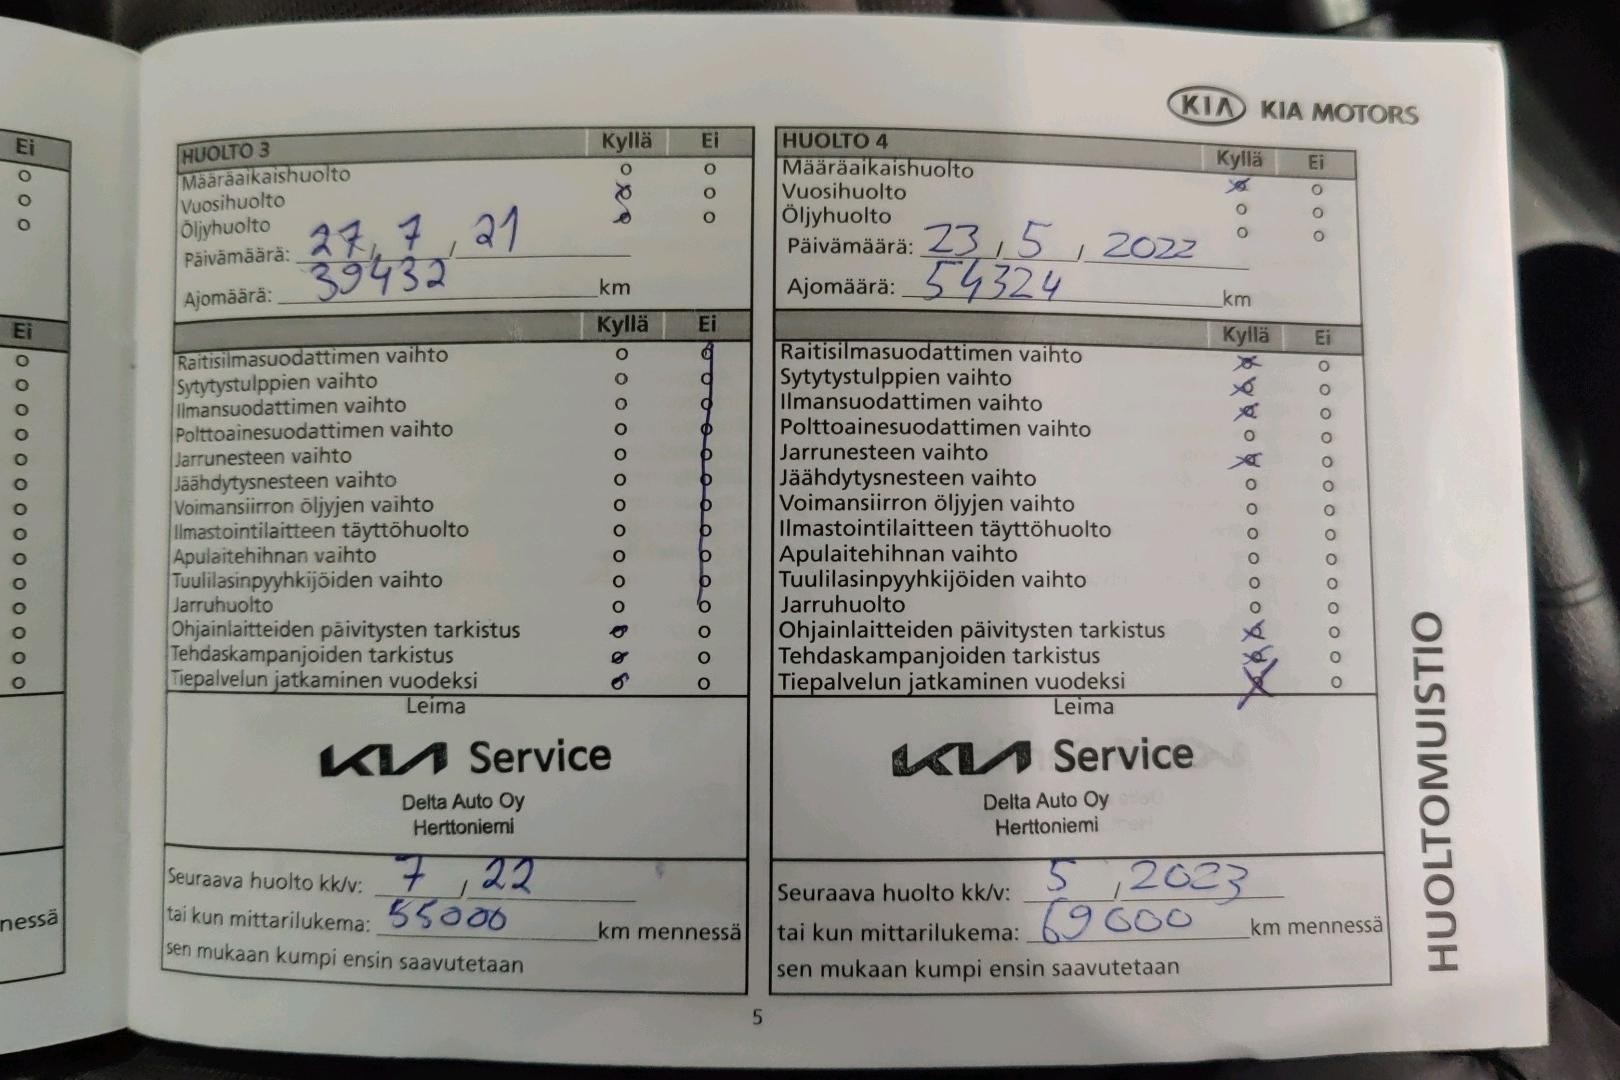 KIA KIA MOTORS
Ei
Ei
nnessä
HUOLTO 3 Kyllä Ei
Määräaikaishuolto
Vuosihuolto
Öljyhuolto
Päivämäärä: 27 / 7 / 21
Ajomäärä: 39432 km
Kyllä Ei
Raitisilmasuodattimen vaihto
Sytytystulppien vaihto
Ilmansuodattimen vaihto
Polttoainesuodattimen vaihto
Jarrunesteen vaihto
Jäähdytysnesteen vaihto
Voimansiirron öljyjen vaihto
Ilmastointilaitteen täyttöhuolto
Apulaitehihnan vaihto
Tuulilasinpyyhkijöiden vaihto
Jarruhuolto
Ohjainlaitteiden päivitysten tarkistus
Tehdaskampanjoiden tarkistus
Tiepalvelun jatkaminen vuodeksi
Leima
KIA Service
Delta Auto Oy
Herttoniemi
Seuraava huolto kk/v: 7 / 22
tai kun mittarilukema: 55000 km mennessä
sen mukaan kumpi ensin saavutetaan
HUOLTO 4 Kyllä Ei
Määräaikaishuolto
Vuosihuolto
Öljyhuolto
Päivämäärä: 23 / 5 / 2022
Ajomäärä: 54324 km
Kyllä Ei
Raitisilmasuodattimen vaihto
Sytytystulppien vaihto
Ilmansuodattimen vaihto
Polttoainesuodattimen vaihto
Jarrunesteen vaihto
Jäähdytysnesteen vaihto
Voimansiirron öljyjen vaihto
Ilmastointilaitteen täyttöhuolto
Apulaitehihnan vaihto
Tuulilasinpyyhkijöiden vaihto
Jarruhuolto
Ohjainlaitteiden päivitysten tarkistus
Tehdaskampanjoiden tarkistus
Tiepalvelun jatkaminen vuodeksi
Leima
KIA Service
Delta Auto Oy
Herttoniemi
Seuraava huolto kk/v: 5 / 2023
tai kun mittarilukema: 69000 km mennessä
sen mukaan kumpi ensin saavutetaan
HUOLTOMUISTIO
5